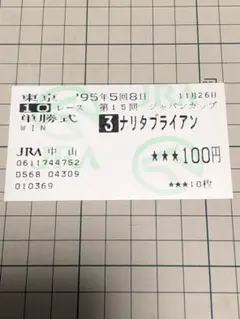 東京 '95年5回8日 11月26日
10レース 第15回 ジャパンカップ
単勝式
WIN
3 ナリタブライアン
★★★100円
JRA 中山
0611744752
0568 04309
010369 ★★★10枚